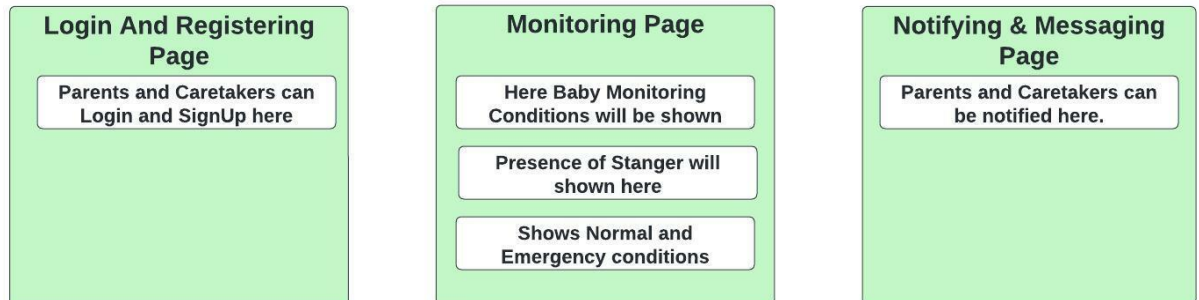 Login And Registering
Page
Parents and Caretakers can
Login and SignUp here
Monitoring Page
Here Baby Monitoring
Conditions will be shown
Presence of Stanger will
shown here
Shows Normal and
Emergency conditions
Notifying & Messaging
Page
Parents and Caretakers can
be notified here.